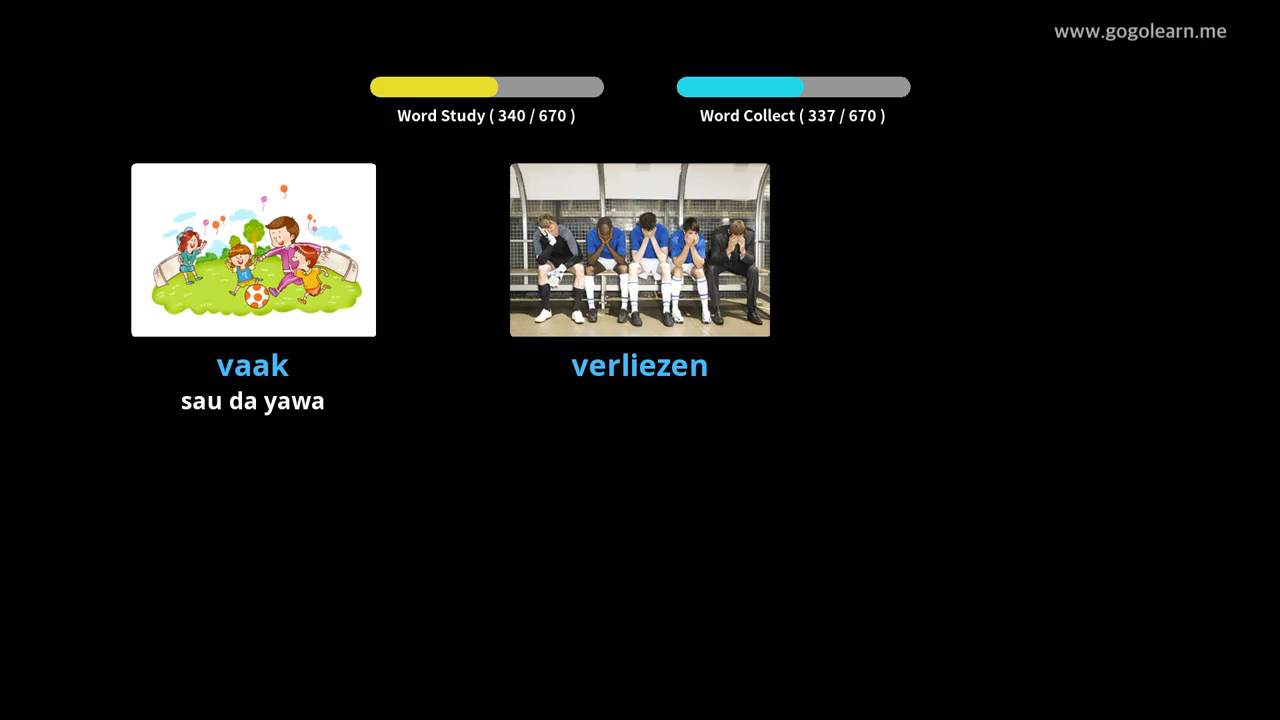 www.gogolearn.me
Word Study ( 340 / 670 )
Word Collect ( 337 / 670 )
vaak
sau da yawa
verliezen